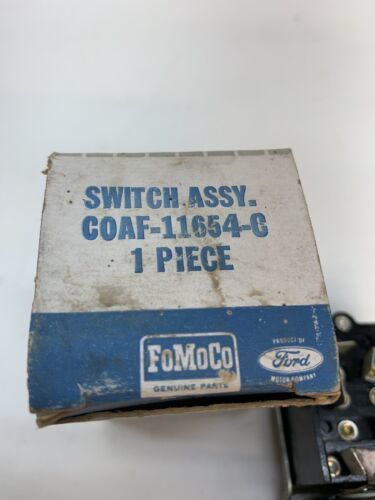 SWITCH ASSY.
COAF-11654-C
1 PIECE
FoMoCo
GENUINE PARTS
PRODUCT OF
Ford
MOTOR COMPANY